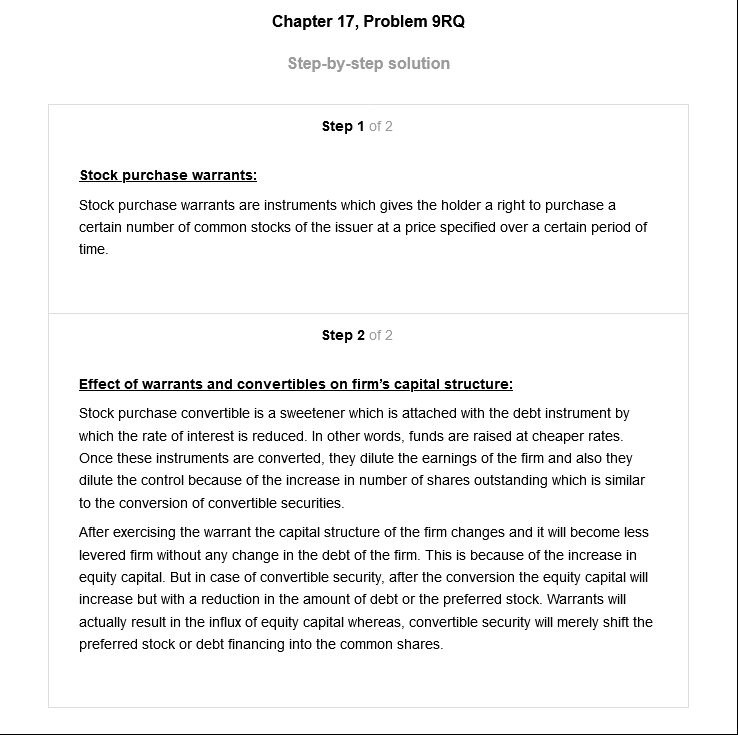 Chapter 17, Problem 9RQ
Step-by-step solution
Step 1 of 2
Stock purchase warrants:
Stock purchase warrants are instruments which gives the holder a right to purchase a
certain number of common stocks of the issuer at a price specified over a certain period of
time.
Step 2 of 2
Effect of warrants and convertibles on firm's capital structure:
Stock purchase convertible is a sweetener which is attached with the debt instrument by
which the rate of interest is reduced. In other words, funds are raised at cheaper rates.
Once these instruments are converted, they dilute the earnings of the firm and also they
dilute the control because of the increase in number of shares outstanding which is similar
to the conversion of convertible securities.
After exercising the warrant the capital structure of the firm changes and it will become less
levered firm without any change in the debt of the firm. This is because of the increase in
equity capital. But in case of convertible security, after the conversion the equity capital will
increase but with a reduction in the amount of debt or the preferred stock. Warrants will
actually result in the influx of equity capital whereas, convertible security will merely shift the
preferred stock or debt financing into the common shares.